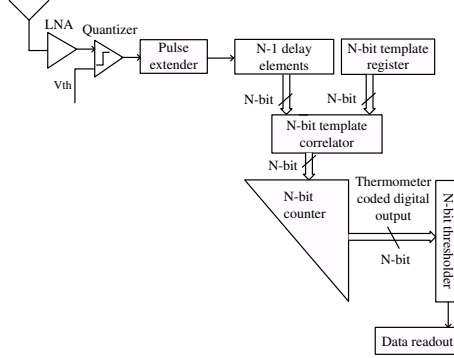 LNA
Quantizer
Vth
Pulse
extender
N-1 delay
elements
N-bit template
register
N-bit
N-bit
N-bit template
correlator
N-bit
N-bit
counter
Thermometer
coded digital
output
N-bit
N-bit thresholder
Data readout